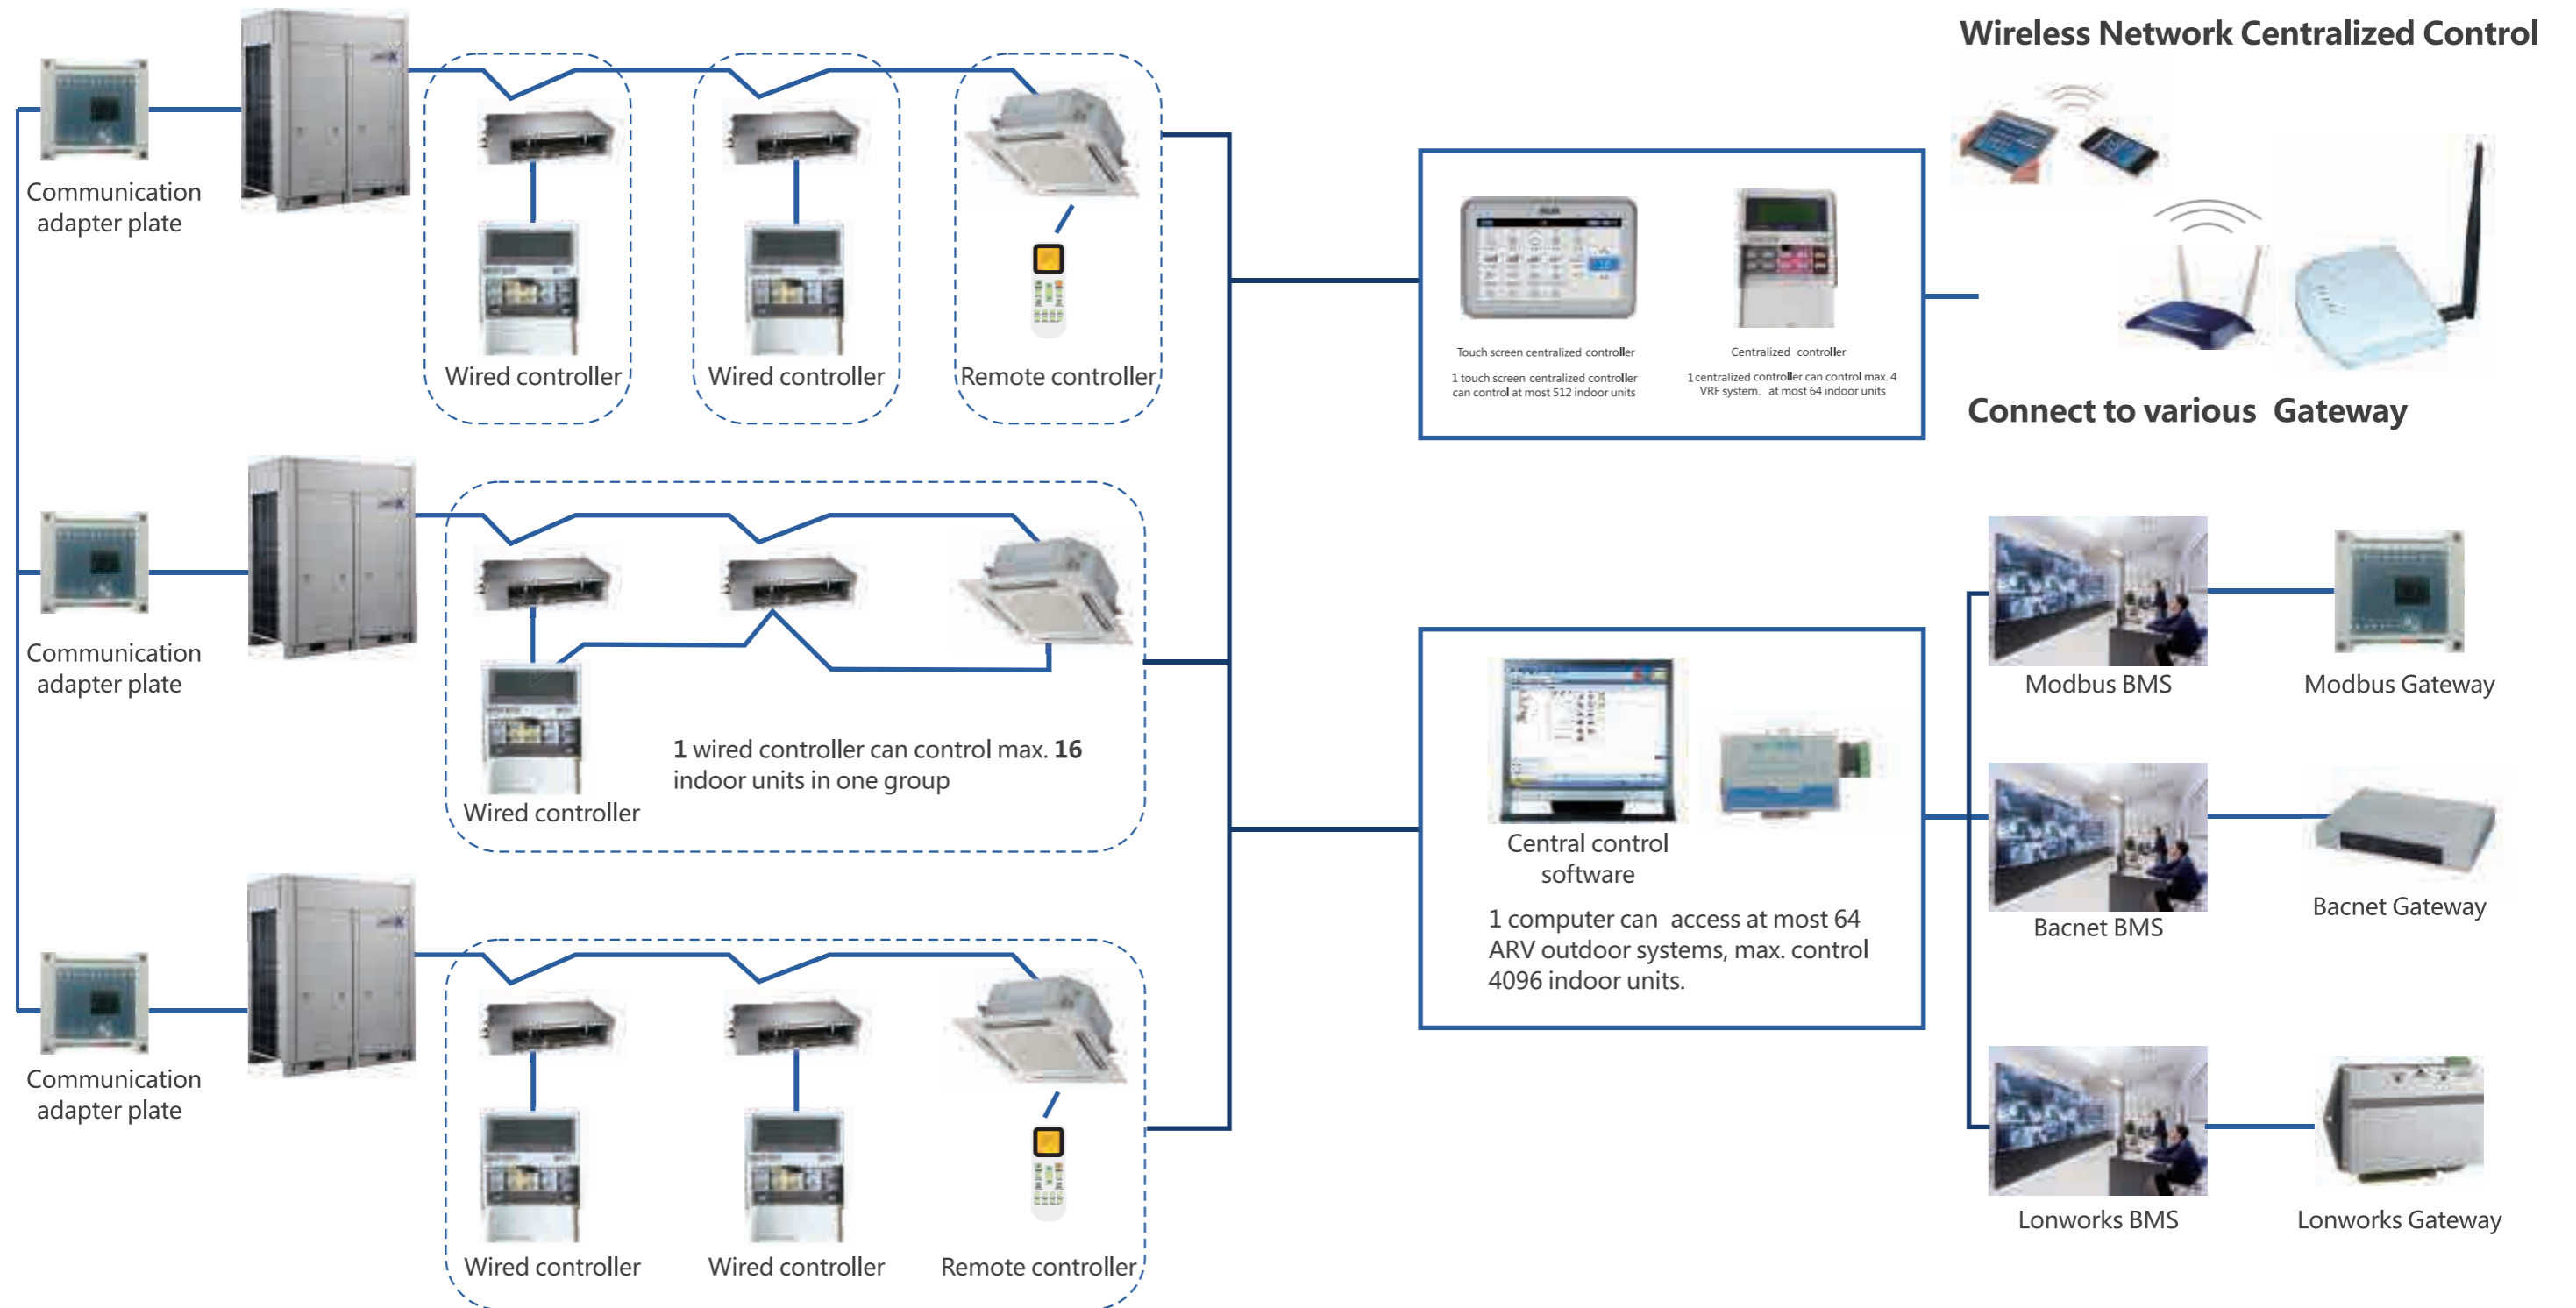 Wireless Network Centralized Control
Communication
adapter plate
Wired controller
Wired controller
Remote controller
Touch screen centralized controller
1 touch screen centralized controller
can control at most 512 indoor units
Centralized controller
1 centralized controller can control max. 4
VRF system, at most 64 indoor units
Connect to various Gateway
Communication
adapter plate
1 wired controller can control max. 16
indoor units in one group
Wired controller
Central control
software
1 computer can access at most 64
ARV outdoor systems, max. control
4096 indoor units.
Modbus BMS
Modbus Gateway
Bacnet BMS
Bacnet Gateway
Communication
adapter plate
Wired controller
Wired controller
Remote controller
Lonworks BMS
Lonworks Gateway